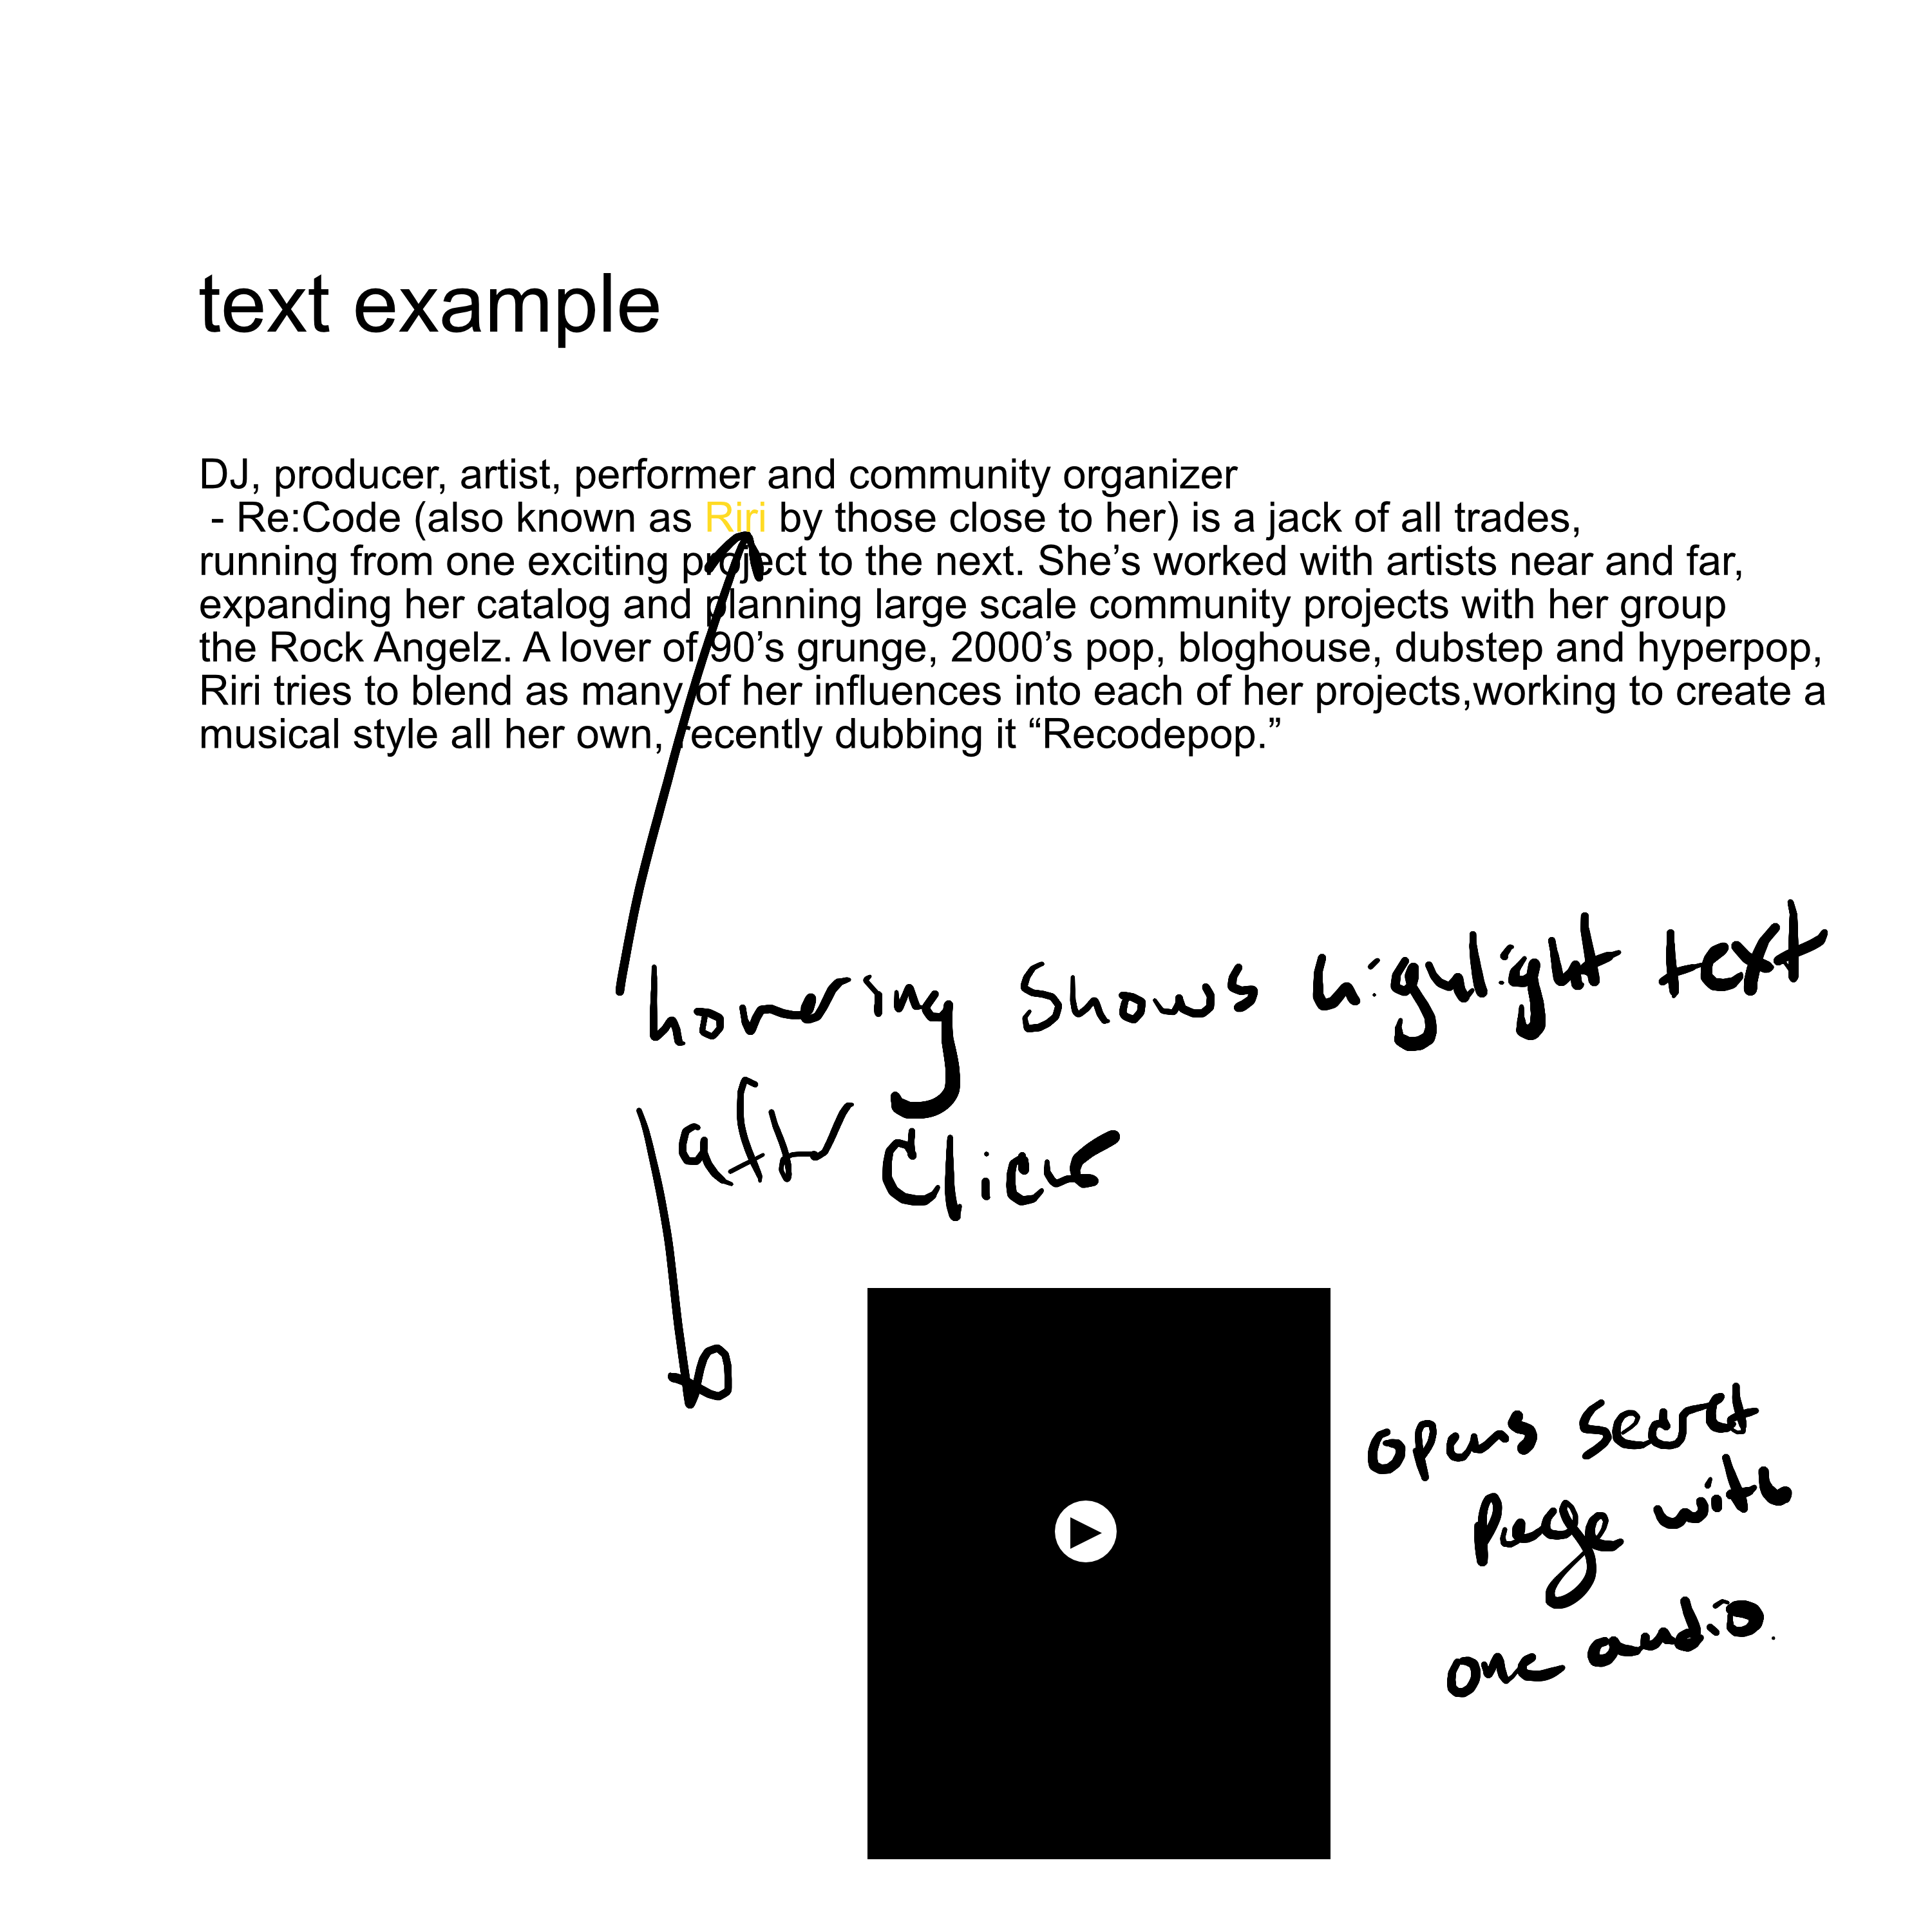 text example
DJ, producer, artist, performer and community organizer
- Re:Code (also known as Riri by those close to her) is a jack of all trades,
running from one exciting project to the next. She’s worked with artists near and far,
expanding her catalog and planning large scale community projects with her group
the Rock Angelz. A lover of 90’s grunge, 2000’s pop, bloghouse, dubstep and hyperpop,
Riri tries to blend as many of her influences into each of her projects,working to create a
musical style all her own, recently dubbing it “Recodepop.”
hovering shows highlight text
after click
opens secret
page with
one audio.